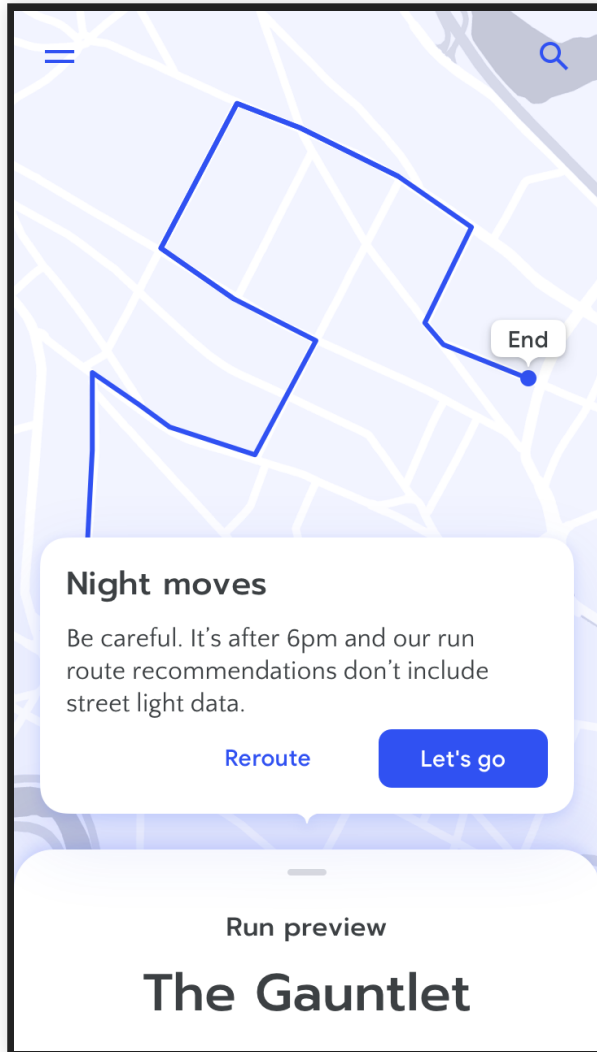 End
Night moves
Be careful. It’s after 6pm and our run
route recommendations don’t include
street light data.
Reroute
Let's go
Run preview
The Gauntlet